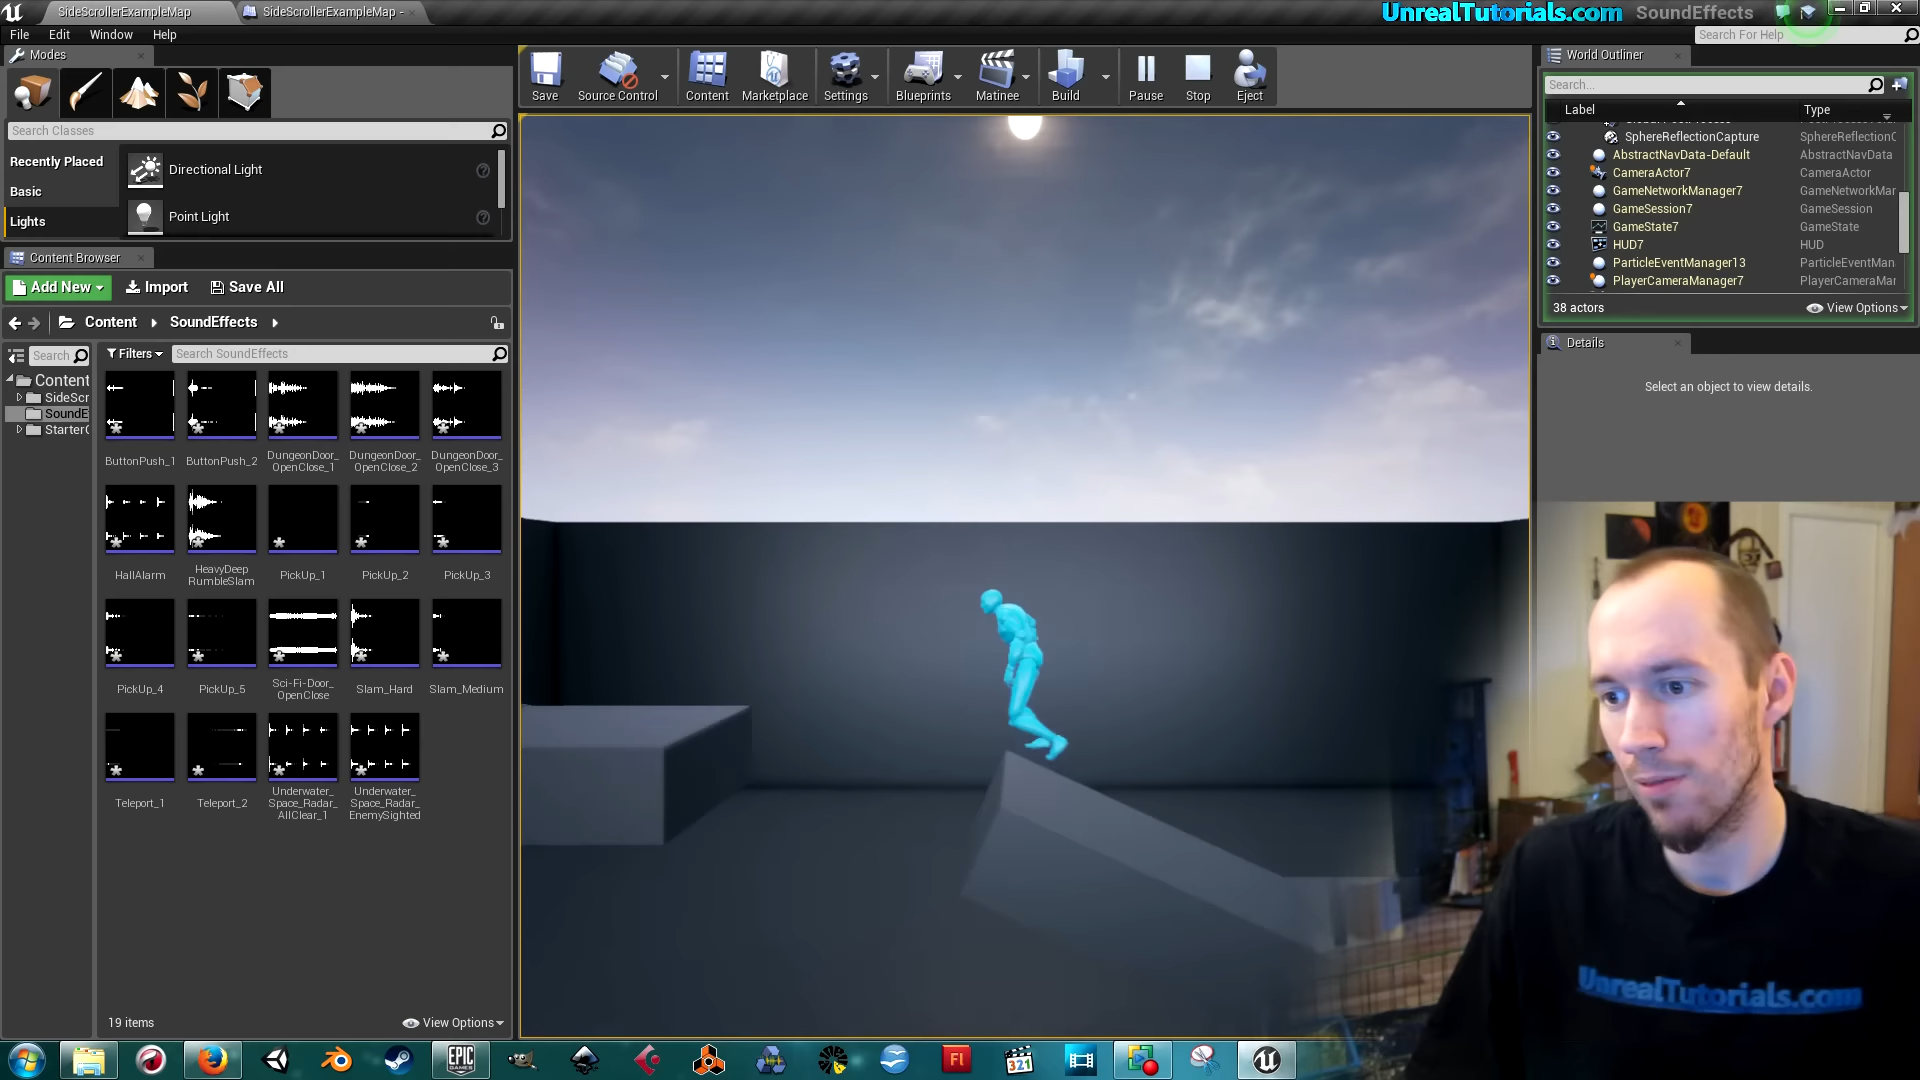 SideScrollerExampleMap
SideScrollerExampleMap -
UnrealTutorials.com
SoundEffects
File Edit Window Help
Search For Help
Modes
Search Classes
Recently Placed
Basic
Lights
Directional Light
Point Light
Save
Source Control
Content
Marketplace
Settings
Blueprints
Matinee
Build
Pause
Stop
Eject
Content Browser
Add New
Import
Save All
Content
SoundEffects
Filters
Search SoundEffects
Search
Content
SideScr
SoundE
Starter
ButtonPush_1
ButtonPush_2
DungeonDoor_
OpenClose_1
DungeonDoor_
OpenClose_2
DungeonDoor_
OpenClose_3
HallAlarm
HeavyDeep
RumbleSlam
PickUp_1
PickUp_2
PickUp_3
PickUp_4
PickUp_5
Sci-Fi-Door_
OpenClose
Slam_Hard
Slam_Medium
Teleport_1
Teleport_2
Underwater_
Space_Radar_
AllClear_1
Underwater_
Space_Radar_
EnemySighted
19 items
View Options
World Outliner
Search...
Label Type
SphereReflectionCapture SphereReflectionC
AbstractNavData-Default AbstractNavData
CameraActor7 CameraActor
GameNetworkManager7 GameNetworkMar
GameSession7 GameSession
GameState7 GameState
HUD7 HUD
ParticleEventManager13 ParticleEventMan
PlayerCameraManager7 PlayerCameraMar
38 actors
View Options
Details
Select an object to view details.
UnrealTutorials.com
EPIC
GAMES
Fl
321